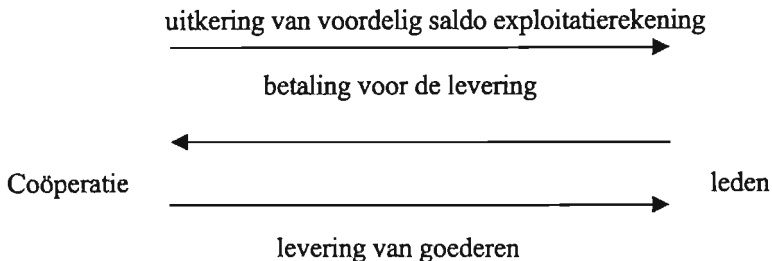 uitkering van voordelig saldo exploitatierekening
betaling voor de levering
Coöperatie
leden
levering van goederen